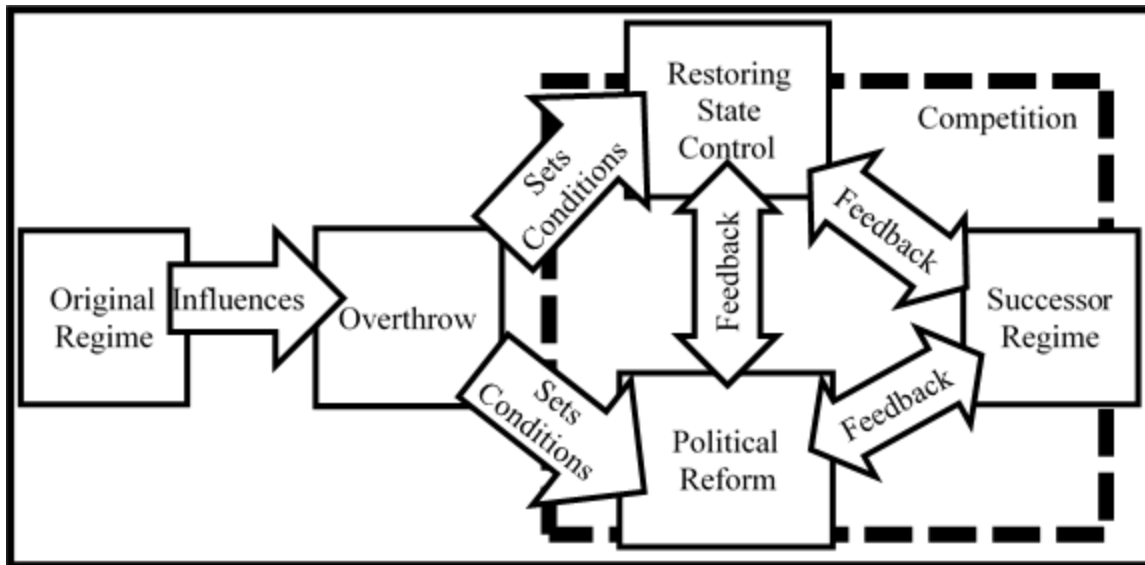 Original
Regime
Influences
Overthrow
Sets
Conditions
Sets
Conditions
Restoring
State
Control
Feedback
Political
Reform
Competition
Feedback
Feedback
Successor
Regime